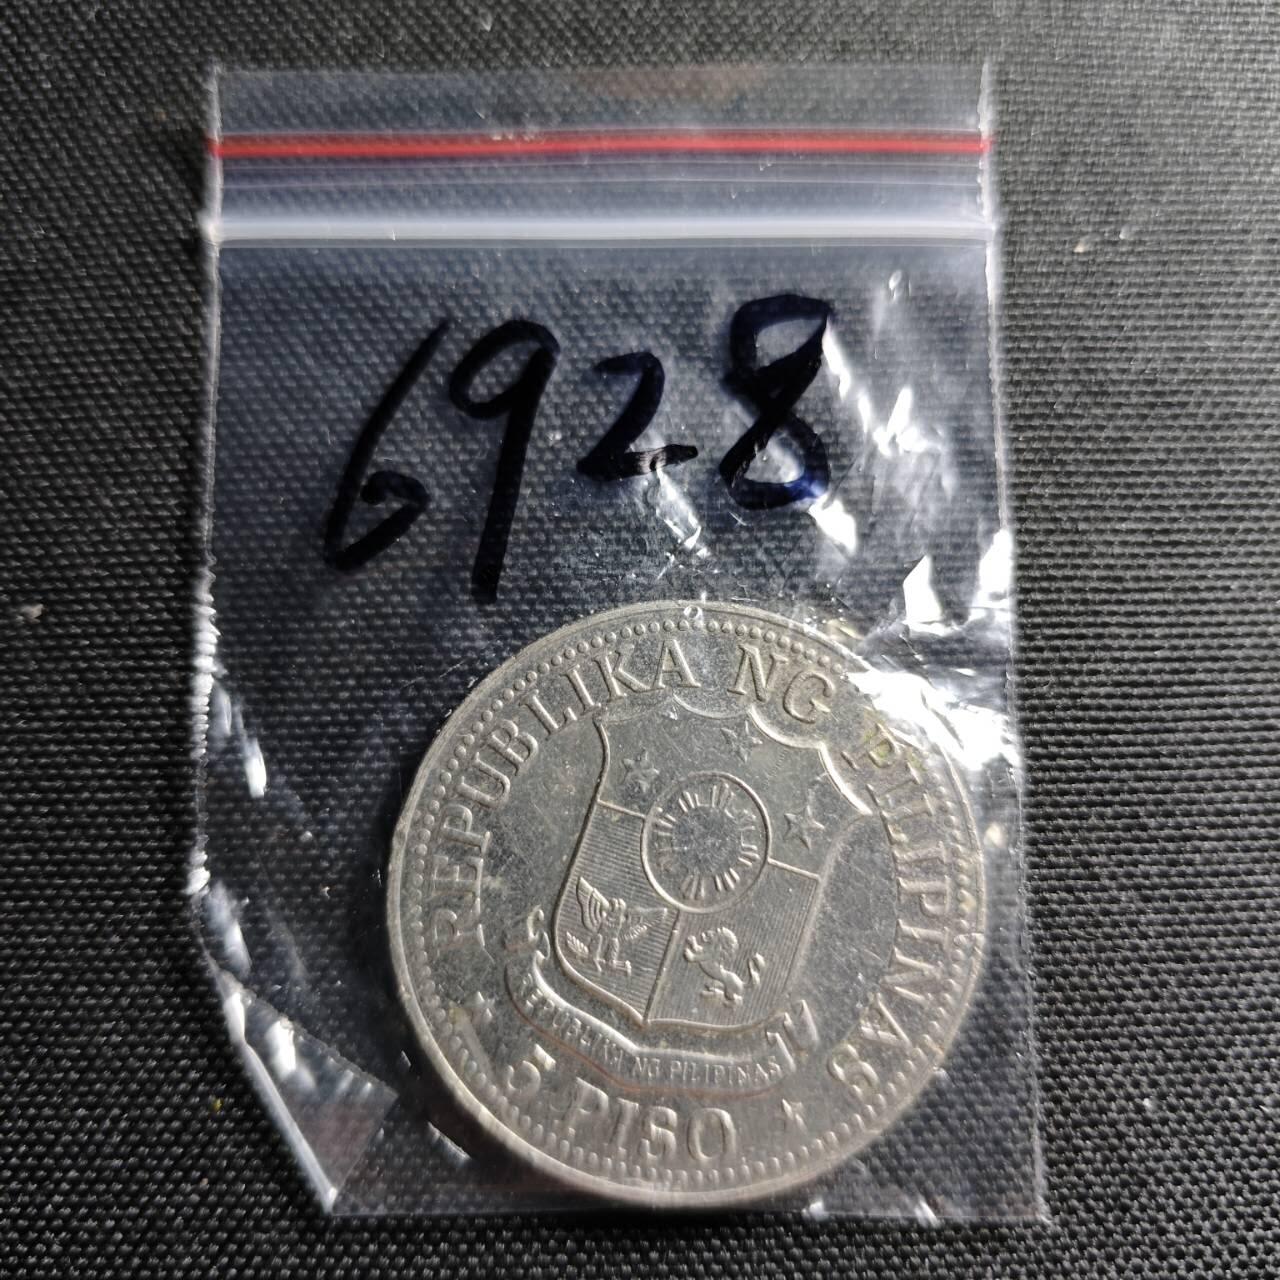 6928
REPUBLIKA NG PILIPINAS
REPUBLIKA NG PILIPINAS
5 PISO